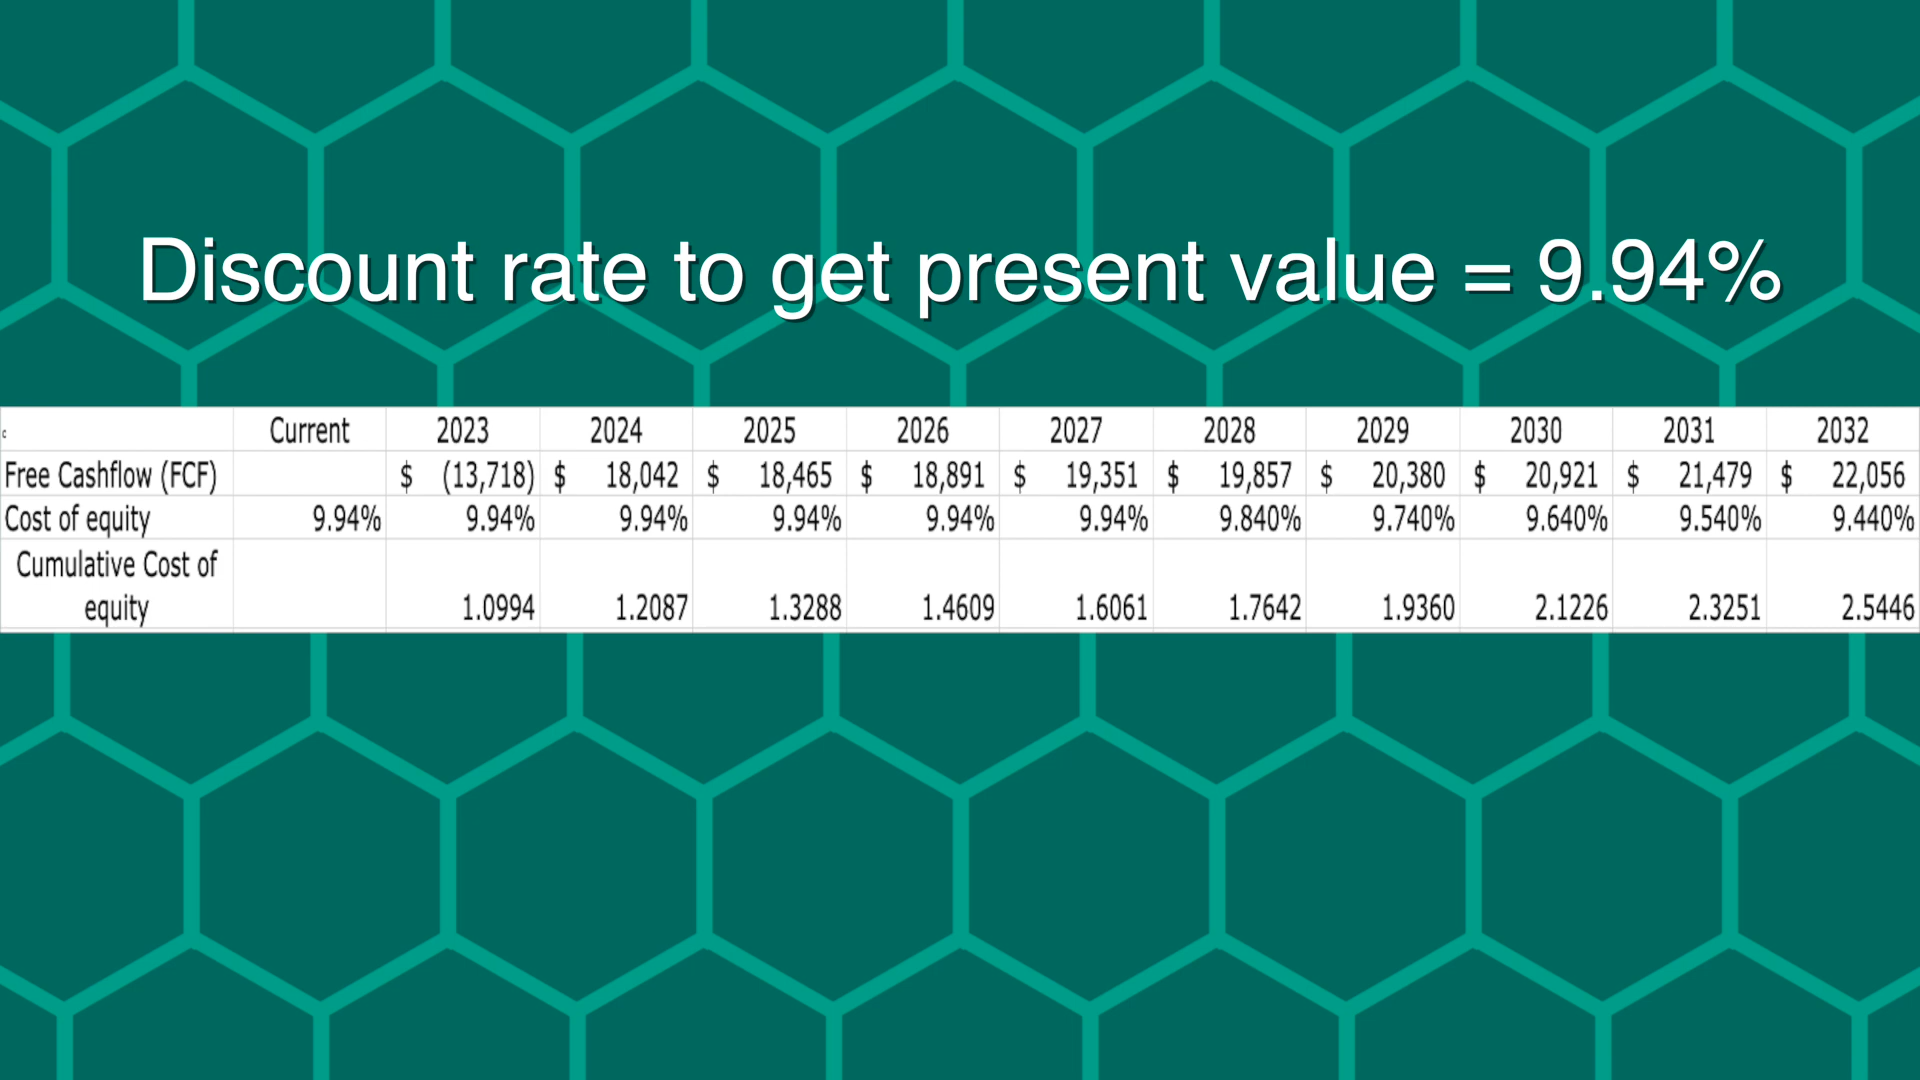 Discount rate to get present value = 9.94%
c Current 2023 2024 2025 2026 2027 2028 2029 2030 2031 2032
Free Cashflow (FCF) $ (13,718) $ 18,042 $ 18,465 $ 18,891 $ 19,351 $ 19,857 $ 20,380 $ 20,921 $ 21,479 $ 22,056
Cost of equity 9.94% 9.94% 9.94% 9.94% 9.94% 9.94% 9.840% 9.740% 9.640% 9.540% 9.440%
Cumulative Cost of
equity 1.0994 1.2087 1.3288 1.4609 1.6061 1.7642 1.9360 2.1226 2.3251 2.5446